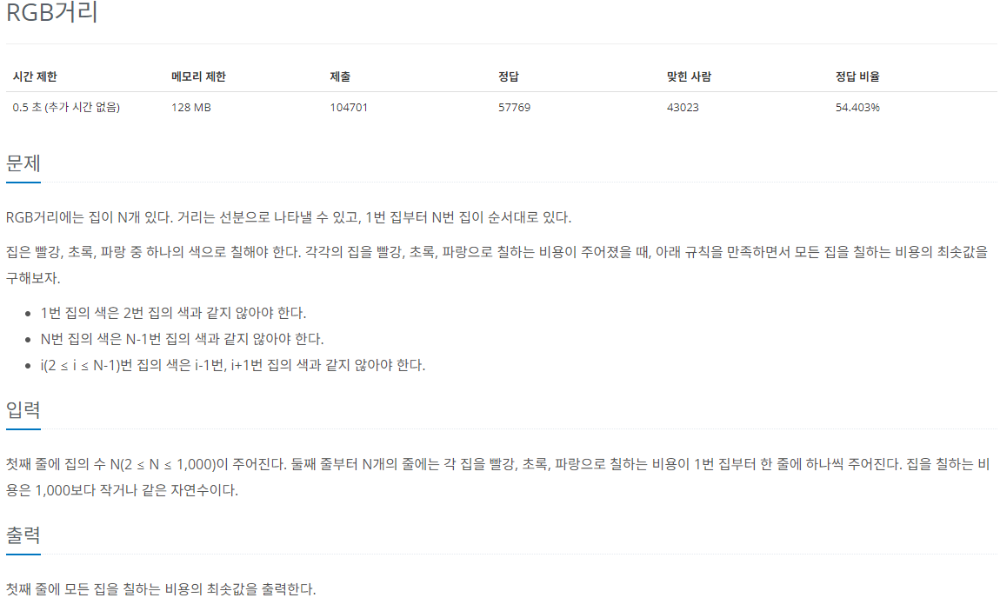 RGB거리
시간 제한 메모리 제한 제출 정답 맞힌 사람 정답 비율
0.5 초 (추가 시간 없음) 128 MB 104701 57769 43023 54.403%
문제
RGB거리에는 집이 N개 있다. 거리는 선분으로 나타낼 수 있고, 1번 집부터 N번 집이 순서대로 있다.
집은 빨강, 초록, 파랑 중 하나의 색으로 칠해야 한다. 각각의 집을 빨강, 초록, 파랑으로 칠하는 비용이 주어졌을 때, 아래 규칙을 만족하면서 모든 집을 칠하는 비용의 최솟값을
구해보자.
• 1번 집의 색은 2번 집의 색과 같지 않아야 한다.
• N번 집의 색은 N-1번 집의 색과 같지 않아야 한다.
• i(2 ≤ i ≤ N-1)번 집의 색은 i-1번, i+1번 집의 색과 같지 않아야 한다.
입력
첫째 줄에 집의 수 N(2 ≤ N ≤ 1,000)이 주어진다. 둘째 줄부터 N개의 줄에는 각 집을 빨강, 초록, 파랑으로 칠하는 비용이 1번 집부터 한 줄에 하나씩 주어진다. 집을 칠하는 비
용은 1,000보다 작거나 같은 자연수이다.
출력
첫째 줄에 모든 집을 칠하는 비용의 최솟값을 출력한다.